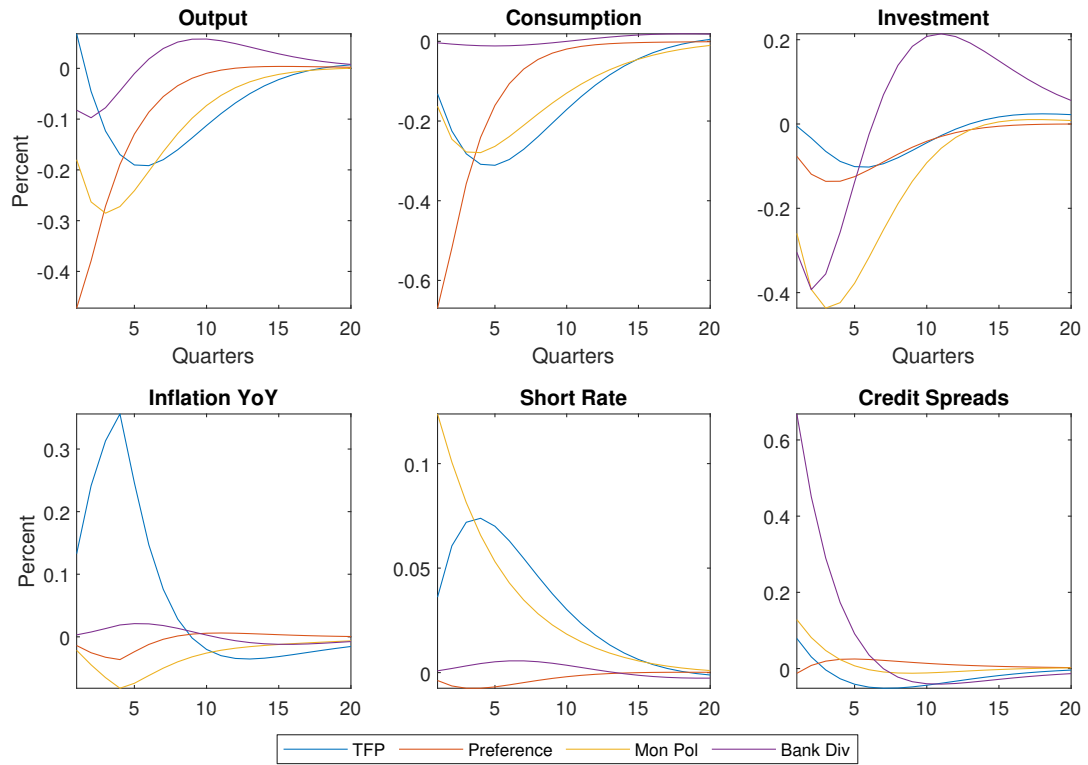 Output
Consumption
Investment
Percent
0
-0.1
-0.2
-0.3
-0.4
0
-0.2
-0.4
-0.6
0.2
0
-0.2
-0.4
5 10 15 20
5 10 15 20
5 10 15 20
Quarters
Quarters
Quarters
Inflation YoY
Short Rate
Credit Spreads
Percent
0.3
0.2
0.1
0
0.1
0.05
0
0.6
0.4
0.2
0
5 10 15 20
5 10 15 20
5 10 15 20
TFP Preference Mon Pol Bank Div